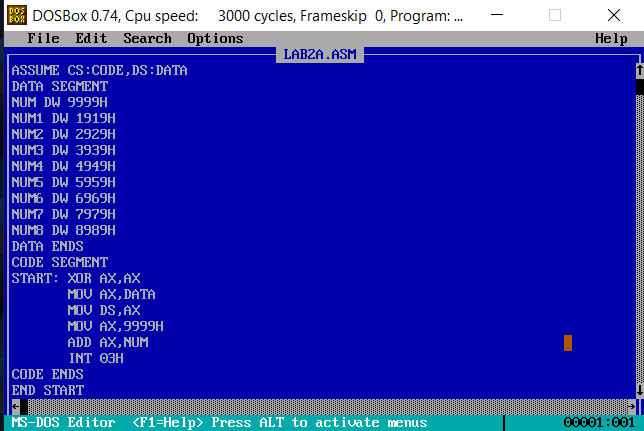 DOSBox 0.74, Cpu speed: 3000 cycles, Frameskip 0, Program: ...
File Edit Search Options Help
LAB2A.ASM
ASSUME CS:CODE,DS:DATA
DATA SEGMENT
NUM DW 9999H
NUM1 DW 1919H
NUM2 DW 2929H
NUM3 DW 3939H
NUM4 DW 4949H
NUM5 DW 5959H
NUM6 DW 6969H
NUM7 DW 7979H
NUM8 DW 8989H
DATA ENDS
CODE SEGMENT
START: XOR AX,AX
MOV AX,DATA
MOV DS,AX
MOV AX,9999H
ADD AX,NUM
INT 03H
CODE ENDS
END START
MS-DOS Editor <F1=Help> Press ALT to activate menus 00001:001